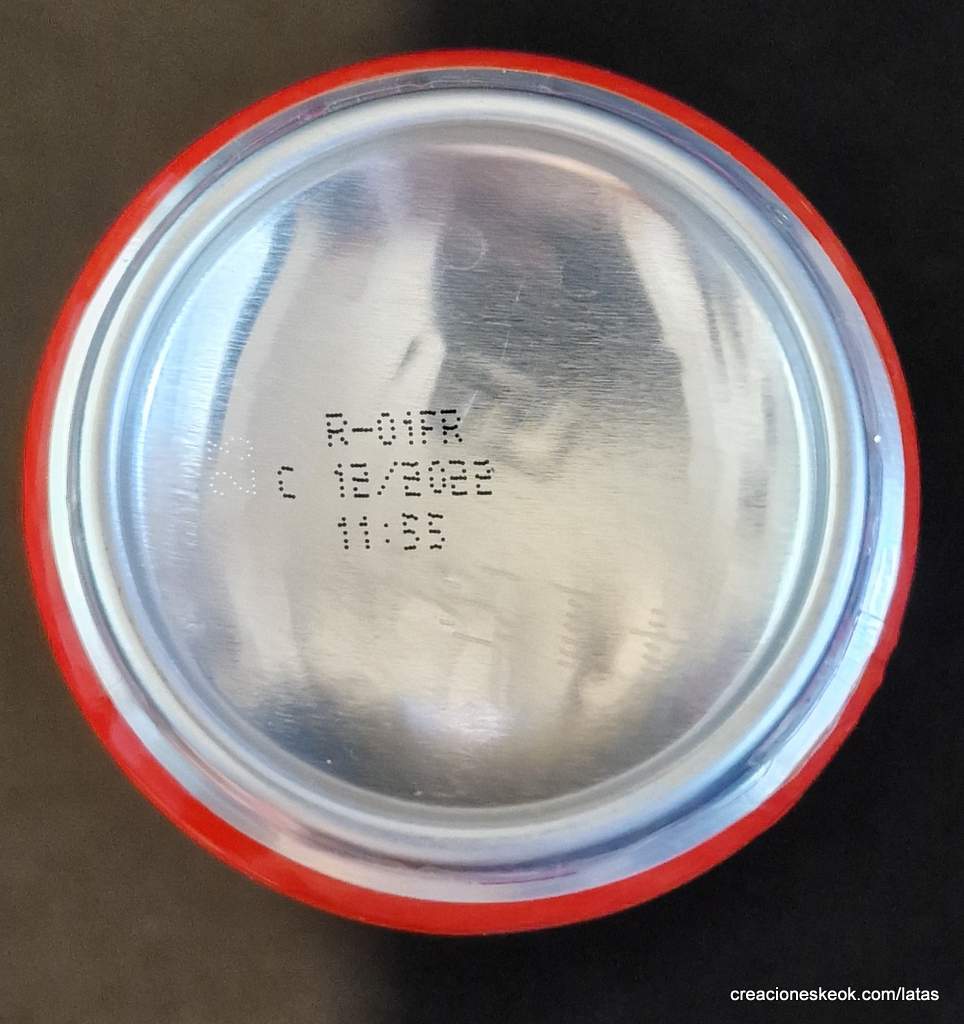 R-01FR
C 12/2022
11:55
creacioneskeok.com/latas